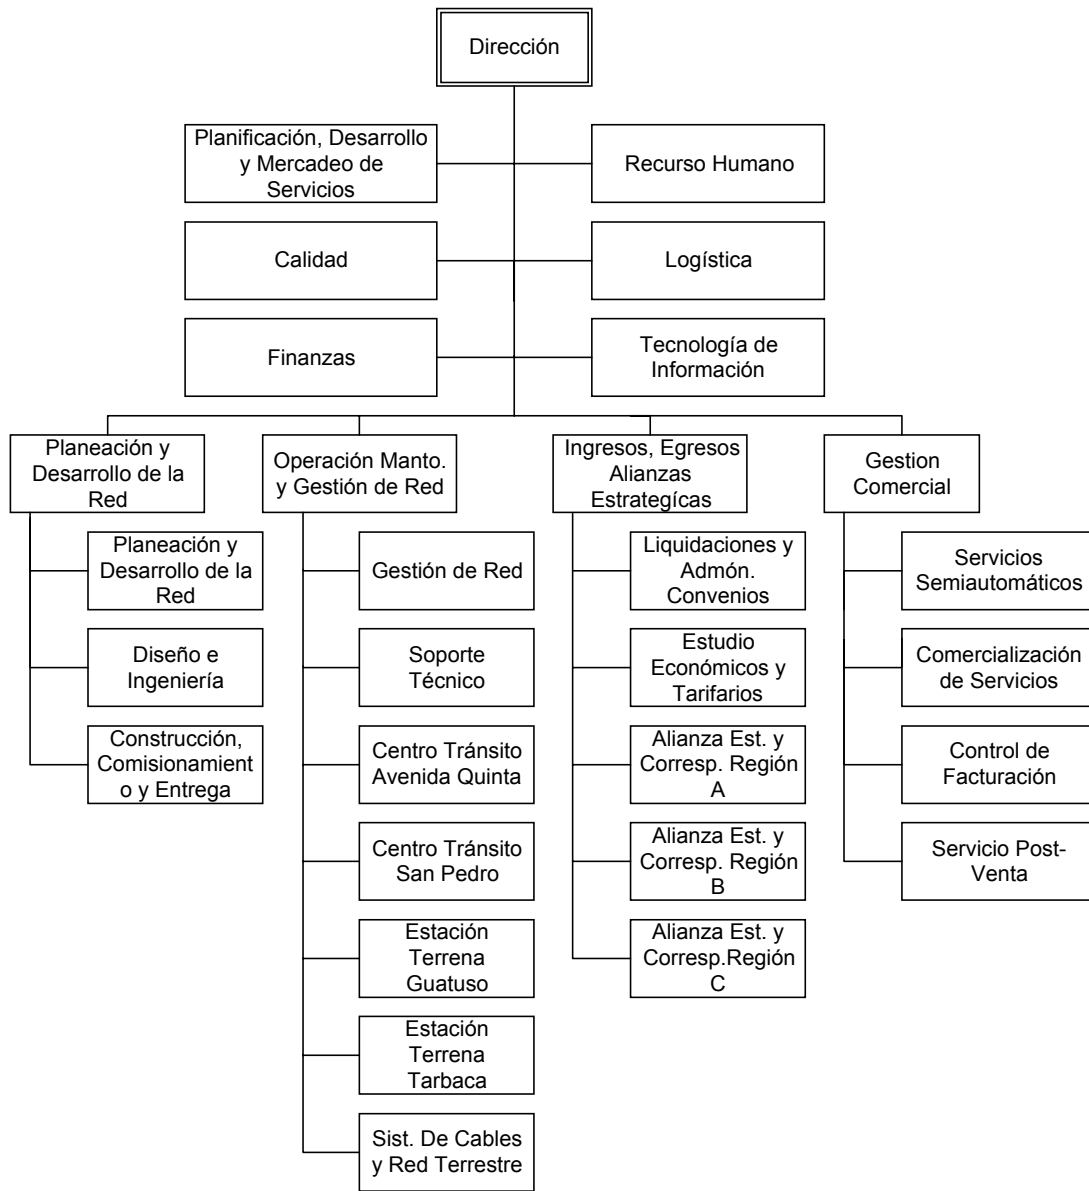 Dirección
Planificación, Desarrollo
y Mercadeo de
Servicios
Recurso Humano
Calidad
Logística
Finanzas
Tecnología de
Información
Planeación y
Desarrollo de la
Red
Operación Manto.
y Gestión de Red
Ingresos, Egresos
Alianzas
Estrategícas
Gestion
Comercial
Planeación y
Desarrollo de la
Red
Diseño e
Ingeniería
Construcción,
Comisionamient
o y Entrega
Gestión de Red
Soporte
Técnico
Centro Tránsito
Avenida Quinta
Centro Tránsito
San Pedro
Estación
Terrena
Guatuso
Estación
Terrena
Tarbaca
Sist. De Cables
y Red Terrestre
Liquidaciones y
Admón.
Convenios
Estudio
Económicos y
Tarifarios
Alianza Est. y
Corresp. Región
A
Alianza Est. y
Corresp. Región
B
Alianza Est. y
Corresp.Región
C
Servicios
Semiautomáticos
Comercialización
de Servicios
Control de
Facturación
Servicio Post-
Venta